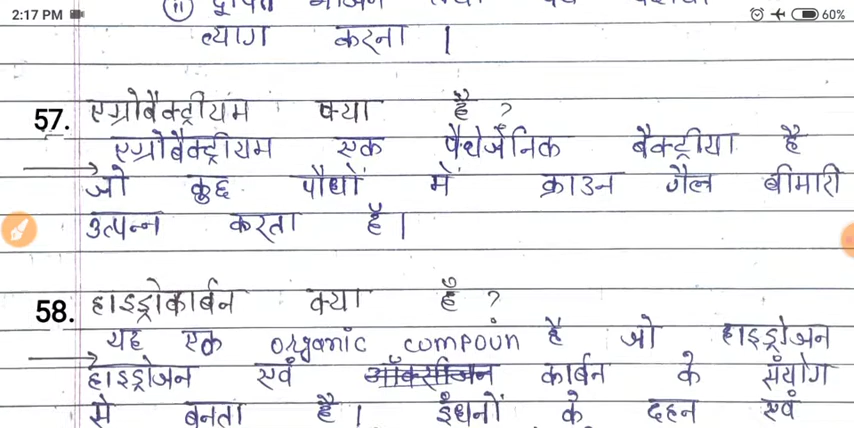 2:17 PM 60%
(ii)
त्याग करना |
57. एग्रोबैक्ट्रीयम क्या है ?
एग्रोबैक्ट्रीयम एक पैथेजैनिक बैक्ट्रीया है
जो कुछ पौधों में क्राउन गैल बीमारी
उत्पन्न करता है |
58. हाइड्रोकार्बन क्या है ?
यह एक organic compoun है जो हाइड्रोजन
हाइड्रोजन एवं ऑक्सीजन कार्बन के संयोग
से बनता है | ईंधनों के दहन एवं